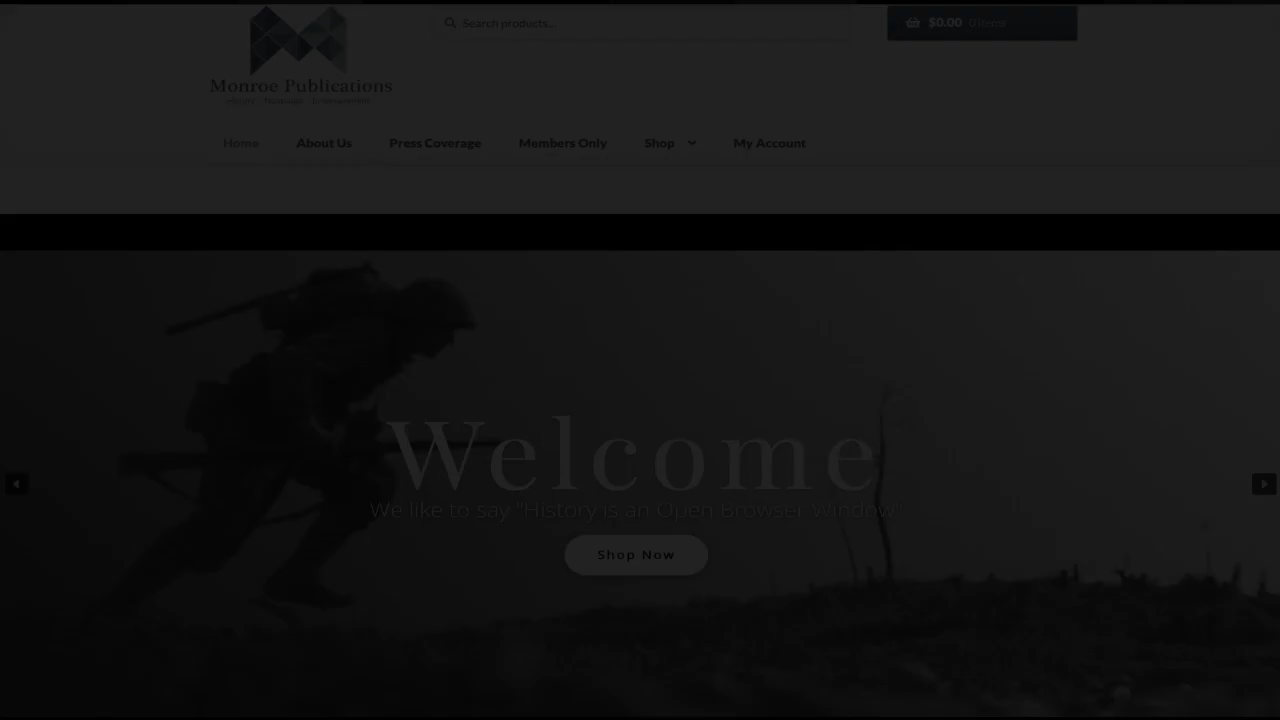 Search products...
$0.00 0 items
Monroe Publications
Home About Us Press Coverage Members Only Shop My Account
Welcome
We like to say "History is an Open Browser Window"
Shop Now